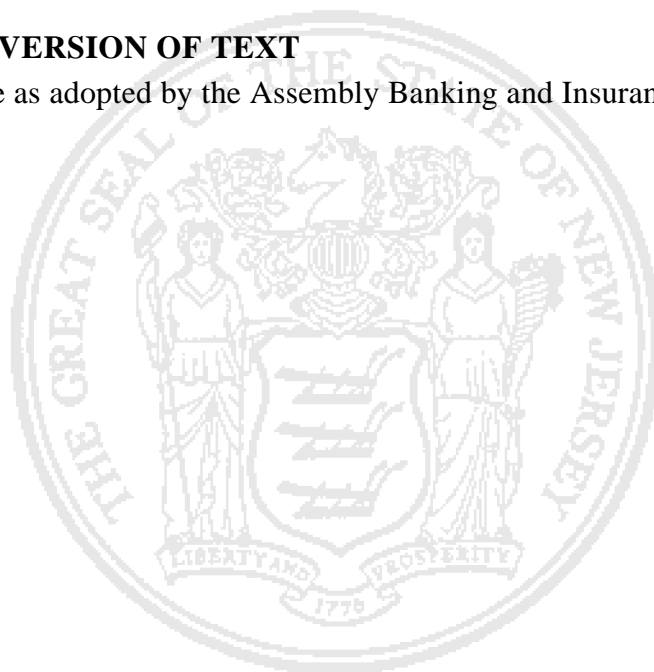 VERSION OF TEXT
e as adopted by the Assembly Banking and Insuran
THE GREAT SEAL OF THE STATE OF NEW JERSEY
LIBERTY AND PROSPERITY
1776